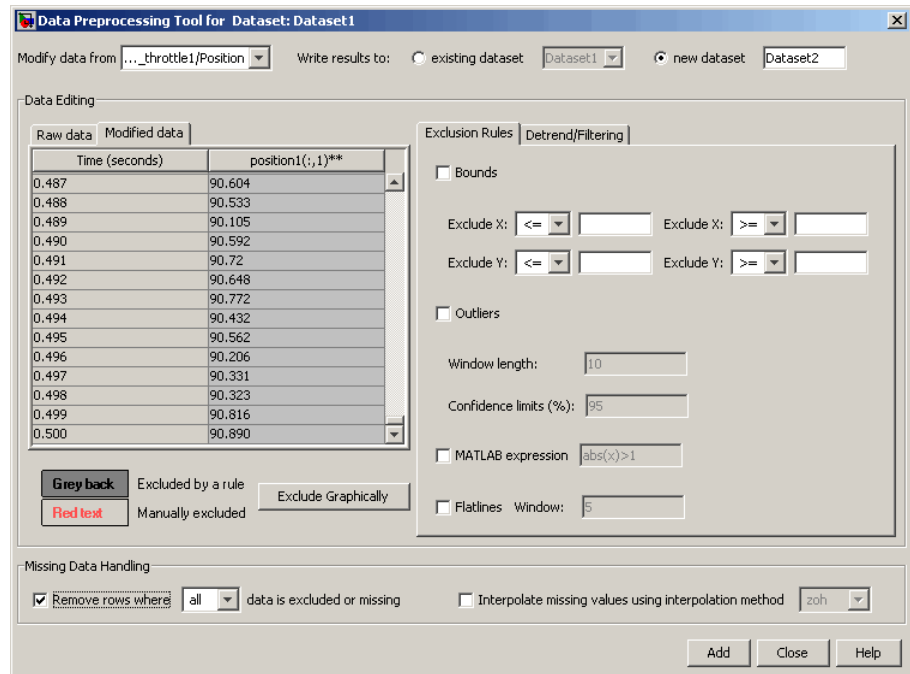 Data Preprocessing Tool for Dataset: Dataset1
Modify data from ..._throttle1/Position Write results to: existing dataset Dataset1 new dataset Dataset2
Data Editing
Raw data Modified data Exclusion Rules Detrend/Filtering
Time (seconds) position1(:,1)**
0.487 90.604
0.488 90.533
0.489 90.105
0.490 90.592
0.491 90.72
0.492 90.648
0.493 90.772
0.494 90.432
0.495 90.562
0.496 90.206
0.497 90.331
0.498 90.323
0.499 90.816
0.500 90.890
Grey back Excluded by a rule
Red text Manually excluded
Exclude Graphically
Bounds
Exclude X: <= Exclude X: >=
Exclude Y: <= Exclude Y: >=
Outliers
Window length: 10
Confidence limits (%): 95
MATLAB expression abs(x)>1
Flatlines Window: 5
Missing Data Handling
Remove rows where all data is excluded or missing Interpolate missing values using interpolation method zoh
Add Close Help